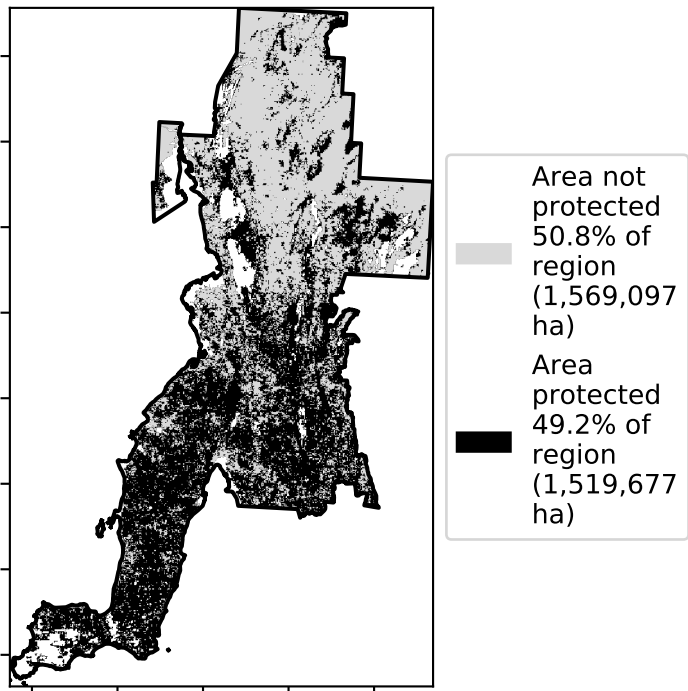 Area not
protected
50.8% of
region
(1,569,097
ha)
Area
protected
49.2% of
region
(1,519,677
ha)